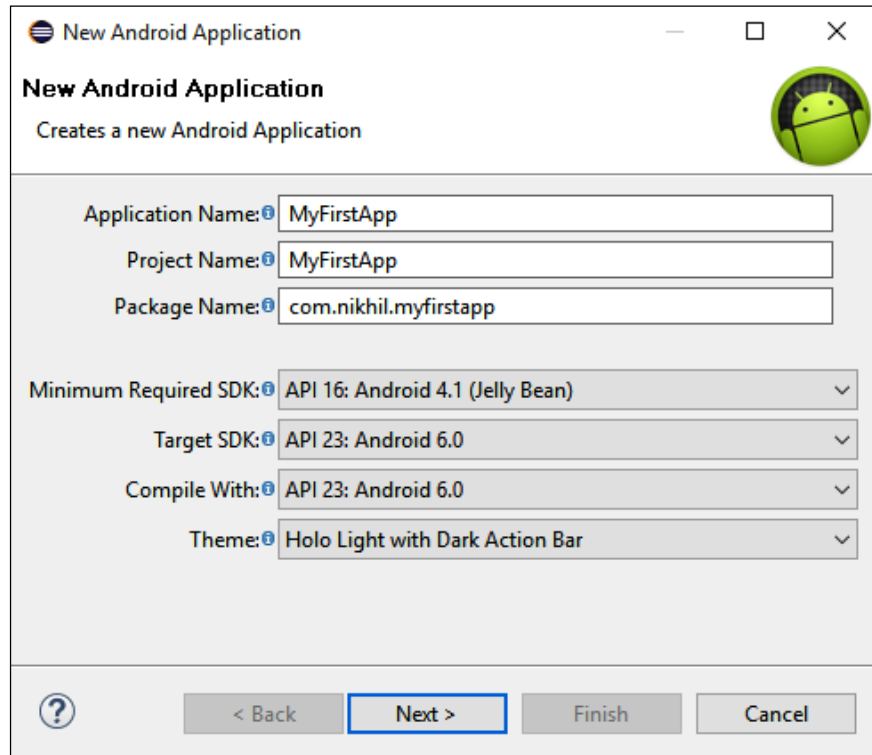 New Android Application
New Android Application
Creates a new Android Application
Application Name: MyFirstApp
Project Name: MyFirstApp
Package Name: com.nikhil.myfirstapp
Minimum Required SDK: API 16: Android 4.1 (Jelly Bean)
Target SDK: API 23: Android 6.0
Compile With: API 23: Android 6.0
Theme: Holo Light with Dark Action Bar
? < Back Next > Finish Cancel